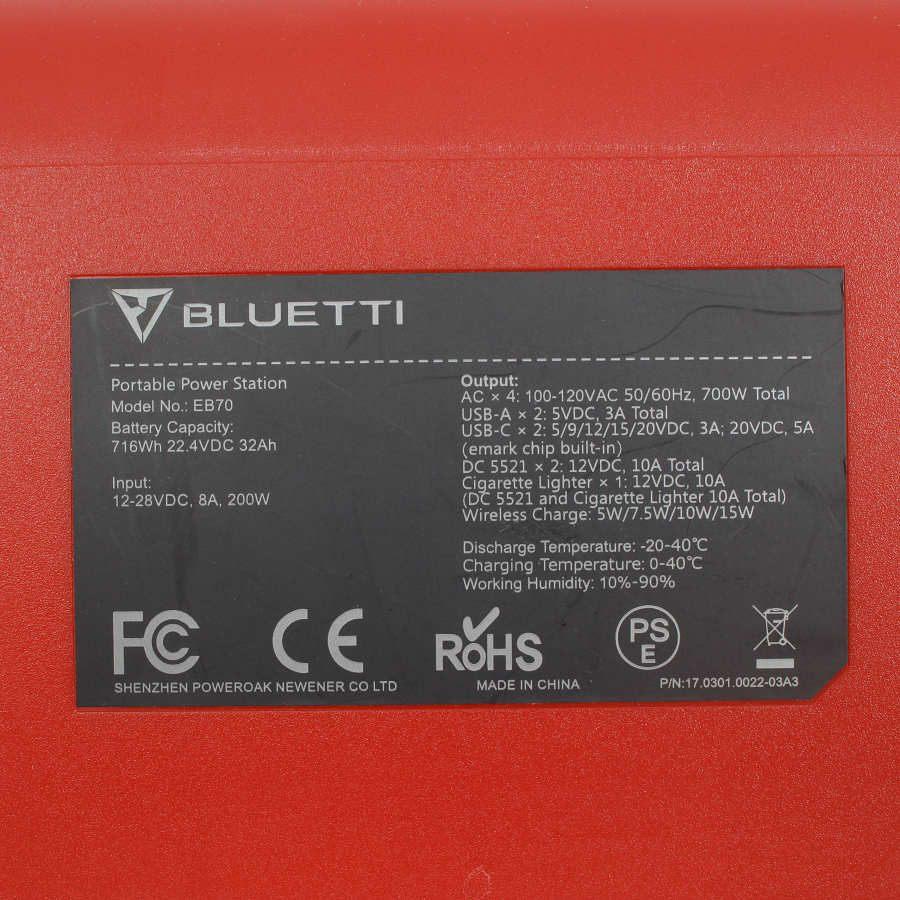 BLUETTI
Portable Power Station
Model No.: EB70
Battery Capacity:
716Wh 22.4VDC 32Ah
Input:
12-28VDC, 8A, 200W
Output:
AC × 4: 100-120VAC 50/60Hz, 700W Total
USB-A × 2: 5VDC, 3A Total
USB-C × 2: 5/9/12/15/20VDC, 3A; 20VDC, 5A
(emark chip built-in)
DC 5521 × 2: 12VDC, 10A Total
Cigarette Lighter × 1: 12VDC, 10A
(DC 5521 and Cigarette Lighter 10A Total)
Wireless Charge: 5W/7.5W/10W/15W
Discharge Temperature: -20-40℃
Charging Temperature: 0-40℃
Working Humidity: 10%-90%
FC CE RoHS PSE
SHENZHEN POWEROAK NEWENER CO LTD
MADE IN CHINA
P/N:17.0301.0022-03A3